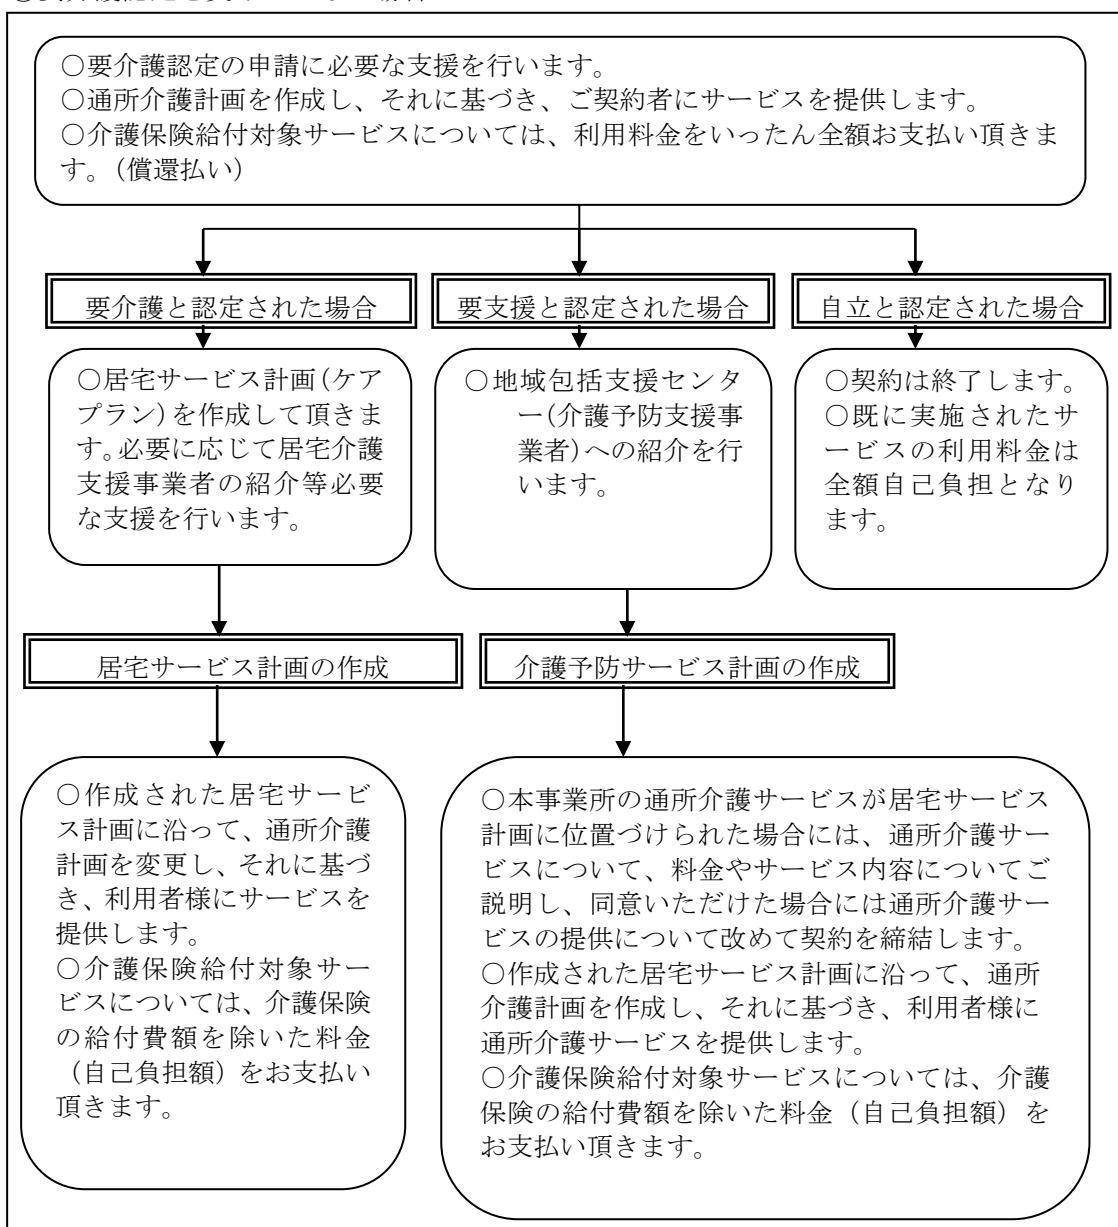 ○要介護認定の申請に必要な支援を行います。
○通所介護計画を作成し、それに基づき、ご契約者にサービスを提供します。
○介護保険給付対象サービスについては、利用料金をいったん全額お支払い頂きま
す。(償還払い)
要介護と認定された場合
要支援と認定された場合
自立と認定された場合
○居宅サービス計画(ケア
プラン)を作成して頂きま
す。必要に応じて居宅介護
支援事業者の紹介等必要
な支援を行います。
○地域包括支援センタ
ー(介護予防支援事
業者)への紹介を行
います。
○契約は終了します。
○既に実施されたサ
ービスの利用料金は
全額自己負担となり
ます。
居宅サービス計画の作成
介護予防サービス計画の作成
○作成された居宅サービ
ス計画に沿って、通所介護
計画を変更し、それに基づ
き、利用者様にサービスを
提供します。
○介護保険給付対象サー
ビスについては、介護保険
の給付費額を除いた料金
(自己負担額)をお支払い
頂きます。
○本事業所の通所介護サービスが居宅サービス
計画に位置づけられた場合には、通所介護サー
ビスについて、料金やサービス内容についてご
説明し、同意いただけた場合には通所介護サー
ビスの提供について改めて契約を締結します。
○作成された居宅サービス計画に沿って、通所
介護計画を作成し、それに基づき、利用者様に
通所介護サービスを提供します。
○介護保険給付対象サービスについては、介護
保険の給付費額を除いた料金(自己負担額)を
お支払い頂きます。